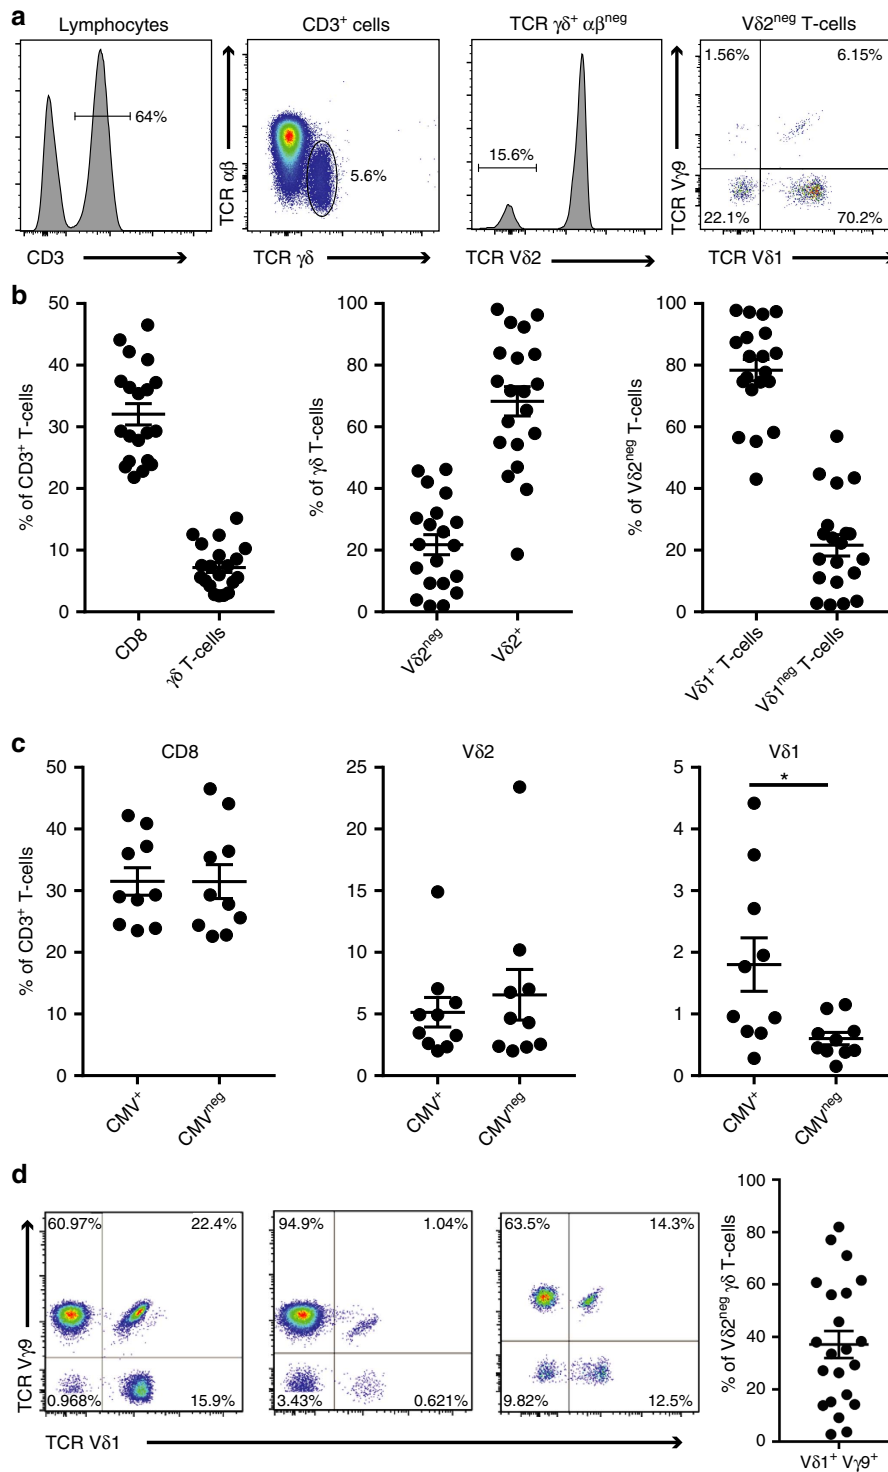 a
Lymphocytes
CD3⁺ cells
TCR γδ⁺ αβⁿᵉᵍ
Vδ2ⁿᵉᵍ T-cells
64%
TCR αβ
5.6%
15.6%
TCR Vγ9
1.56%
6.15%
22.1%
70.2%
CD3
TCR γδ
TCR Vδ2
TCR Vδ1
b
% of CD3⁺ T-cells
50
40
30
20
10
0
CD8
γδ T-cells
% of γδ T-cells
100
80
60
40
20
0
Vδ2ⁿᵉᵍ
Vδ2⁺
% of Vδ2ⁿᵉᵍ T-cells
100
80
60
40
20
0
Vδ1⁺ T-cells
Vδ1ⁿᵉᵍ T-cells
c
CD8
% of CD3⁺ T-cells
50
40
30
20
10
0
CMV⁺
CMVⁿᵉᵍ
Vδ2
25
20
15
10
5
0
CMV⁺
CMVⁿᵉᵍ
Vδ1
*
5
4
3
2
1
0
CMV⁺
CMVⁿᵉᵍ
d
TCR Vγ9
60.97%
22.4%
0.968%
15.9%
94.9%
1.04%
3.43%
0.621%
63.5%
14.3%
9.82%
12.5%
TCR Vδ1
% of Vδ2ⁿᵉᵍ γδ T-cells
100
80
60
40
20
0
Vδ1⁺ Vγ9⁺